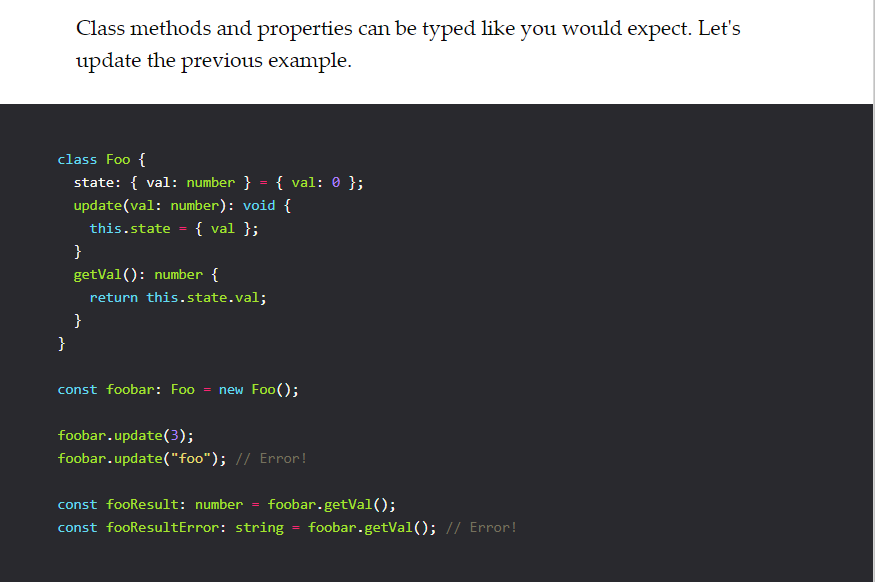 Class methods and properties can be typed like you would expect. Let's
update the previous example.
class Foo {
  state: { val: number } = { val: 0 };
  update(val: number): void {
    this.state = { val };
  }
  getVal(): number {
    return this.state.val;
  }
}
const foobar: Foo = new Foo();
foobar.update(3);
foobar.update("foo"); // Error!
const fooResult: number = foobar.getVal();
const fooResultError: string = foobar.getVal(); // Error!